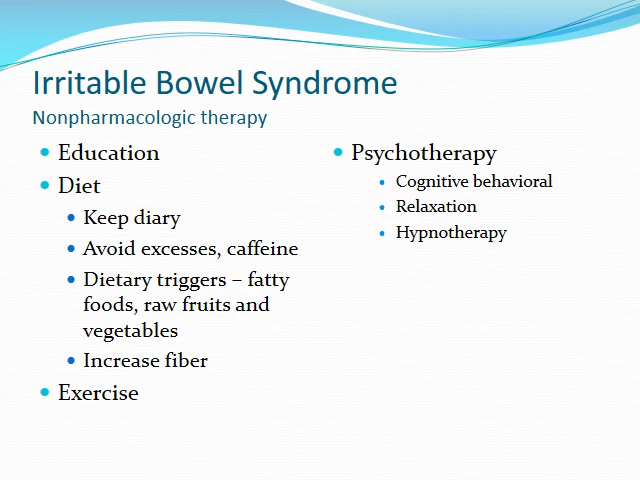 Irritable Bowel Syndrome
Nonpharmacologic therapy
Education
Diet
Keep diary
Avoid excesses, caffeine
Dietary triggers – fatty
foods, raw fruits and
vegetables
Increase fiber
Exercise
Psychotherapy
Cognitive behavioral
Relaxation
Hypnotherapy